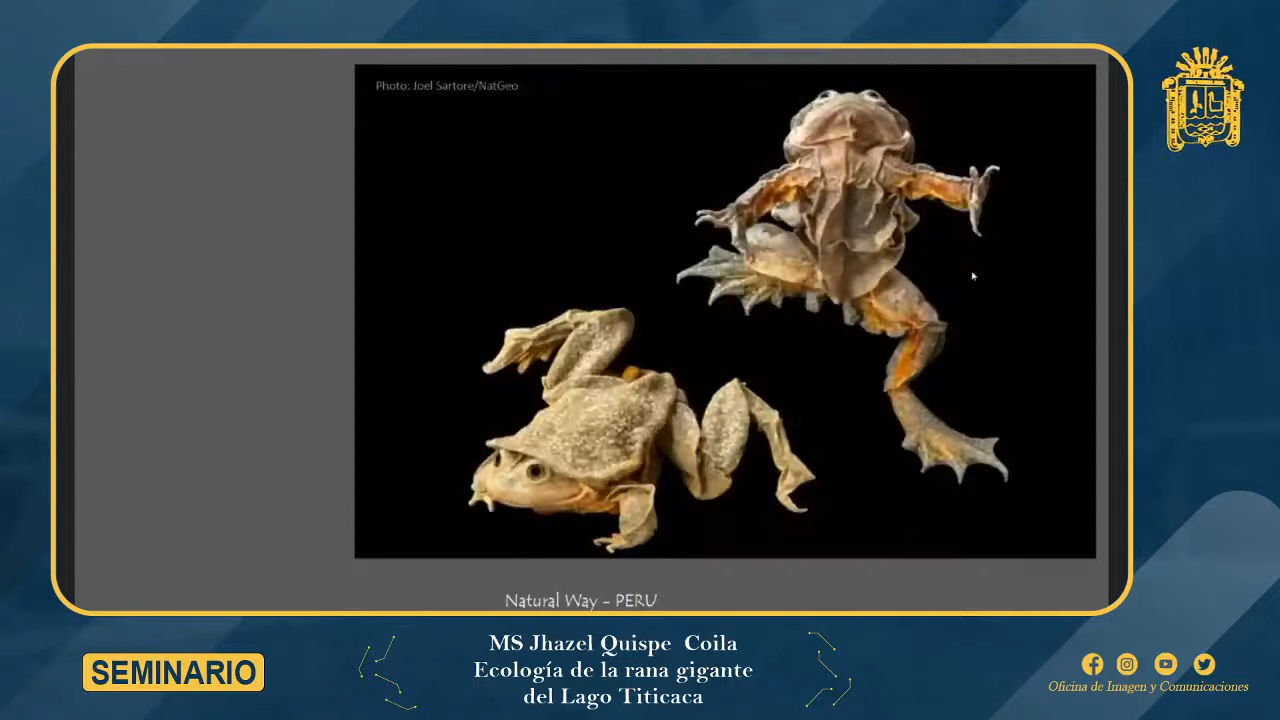 Photo: Joel Sartore/NatGeo
Natural Way - PERU
SEMINARIO
MS Jhazel Quispe Coila
Ecología de la rana gigante
del Lago Titicaca
Oficina de Imagen y Comunicaciones